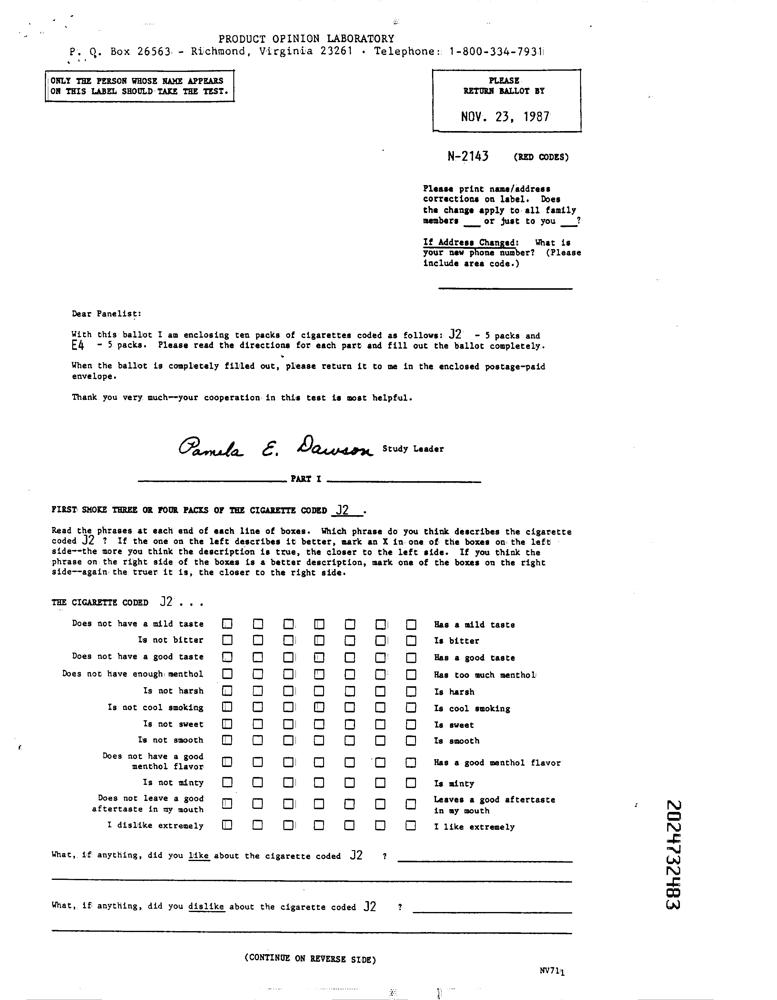 PRODUCT OPINION LABORATORY
P. O. Box 26563 - Richmond, Virginia 23261 · Telephone: 1-800-334-7931
ONLY THE PERSON WHOSE NAME APPEARS
ON THIS LABEL SHOULD TAKE THE TEST.
PLEASE
RETURN BALLOT BY
NOV. 23, 1987
N-2143 (RED CODES)
Please print name/address
corrections on label. Does
the change apply to all family
members ___ or just to you ___?
If Address Changed: What is
your new phone number? (Please
include area code.)
Dear Panelist:
With this ballot I am enclosing ten packs of cigarettes coded as follows: J2 - 5 packs and
E4 - 5 packs. Please read the directions for each part and fill out the ballot completely.
When the ballot is completely filled out, please return it to me in the enclosed postage-paid
envelope.
Thank you very much--your cooperation in this test is most helpful.
Pamela E. Dawson Study Leader
PART I
FIRST SMOKE THREE OR FOUR PACKS OF THE CIGARETTE CODED J2 .
Read the phrases at each end of each line of boxes. Which phrase do you think describes the cigarette
coded J2 ? If the one on the left describes it better, mark an X in one of the boxes on the left
side--the more you think the description is true, the closer to the left side. If you think the
phrase on the right side of the boxes is a better description, mark one of the boxes on the right
side--again the truer it is, the closer to the right side.
THE CIGARETTE CODED J2 . . .
Does not have a mild taste Has a mild taste
Is not bitter Is bitter
Does not have a good taste Has a good taste
Does not have enough menthol Has too much menthol
Is not harsh Is harsh
Is not cool smoking Is cool smoking
Is not sweet Is sweet
Is not smooth Is smooth
Does not have a good
menthol flavor Has a good menthol flavor
Is not minty Is minty
Does not leave a good Leaves a good aftertaste
aftertaste in my mouth in my mouth
I dislike extremely I like extremely
What, if anything, did you like about the cigarette coded J2 ?
What, if anything, did you dislike about the cigarette coded J2 ?
(CONTINUE ON REVERSE SIDE)
NV711
2024732483